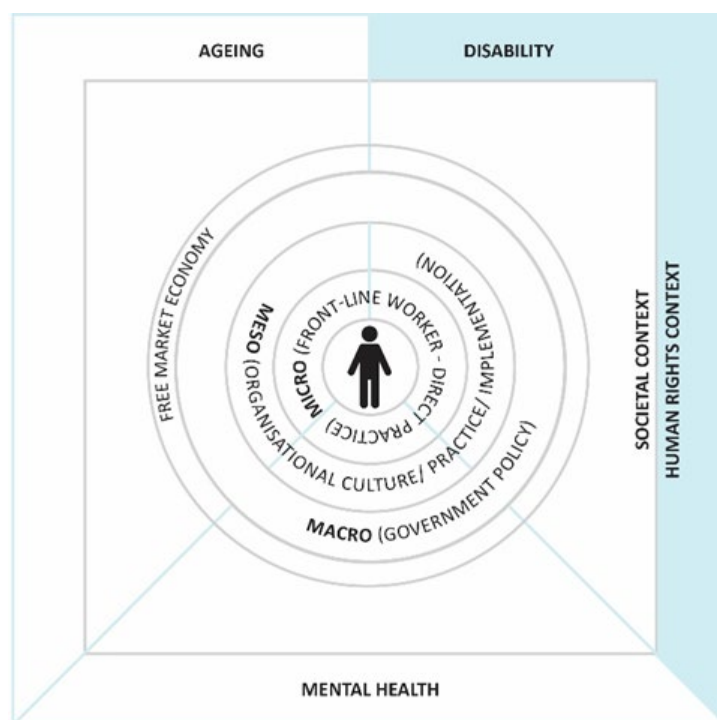 AGEING
DISABILITY
FREE MARKET ECONOMY
MESO (ORGANISATIONAL CULTURE/ PRACTICE/ IMPLEMENTATION)
MICRO (FRONT-LINE WORKER - DIRECT PRACTICE)
MACRO (GOVERNMENT POLICY)
SOCIETAL CONTEXT
HUMAN RIGHTS CONTEXT
MENTAL HEALTH